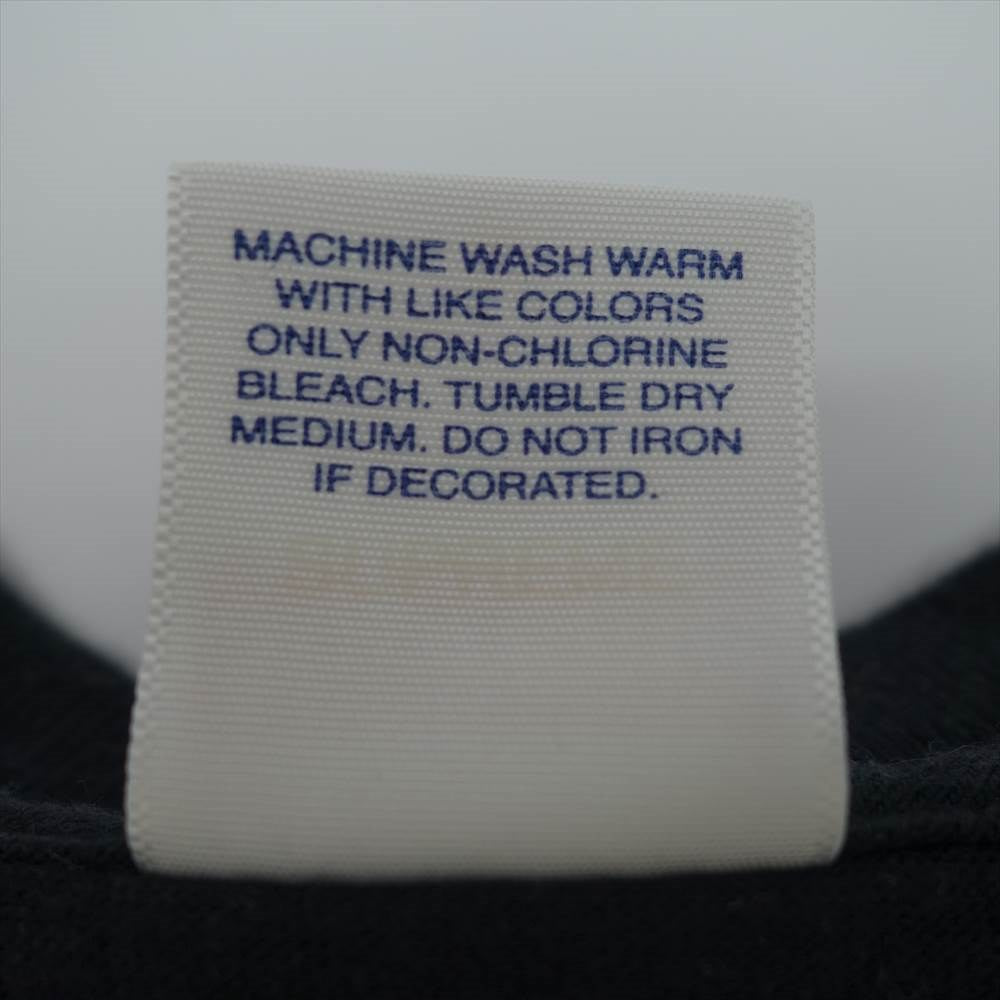 MACHINE WASH WARM
WITH LIKE COLORS
ONLY NON-CHLORINE
BLEACH. TUMBLE DRY
MEDIUM. DO NOT IRON
IF DECORATED.